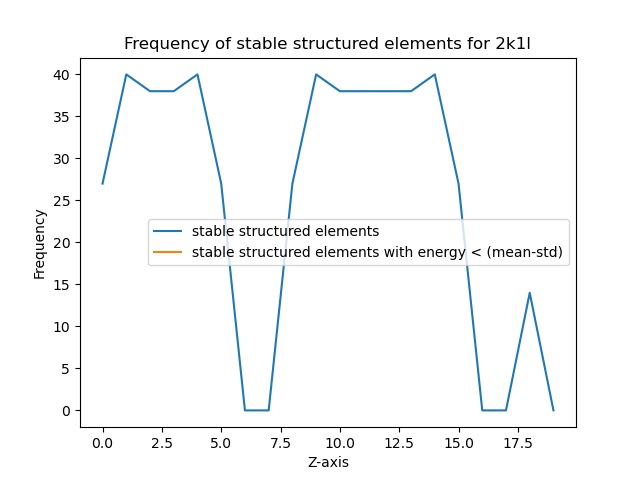 Frequency of stable structured elements for 2k1l
40
35
30
25
20
15
10
5
0
Frequency
stable structured elements
stable structured elements with energy < (mean-std)
0.0 2.5 5.0 7.5 10.0 12.5 15.0 17.5
Z-axis